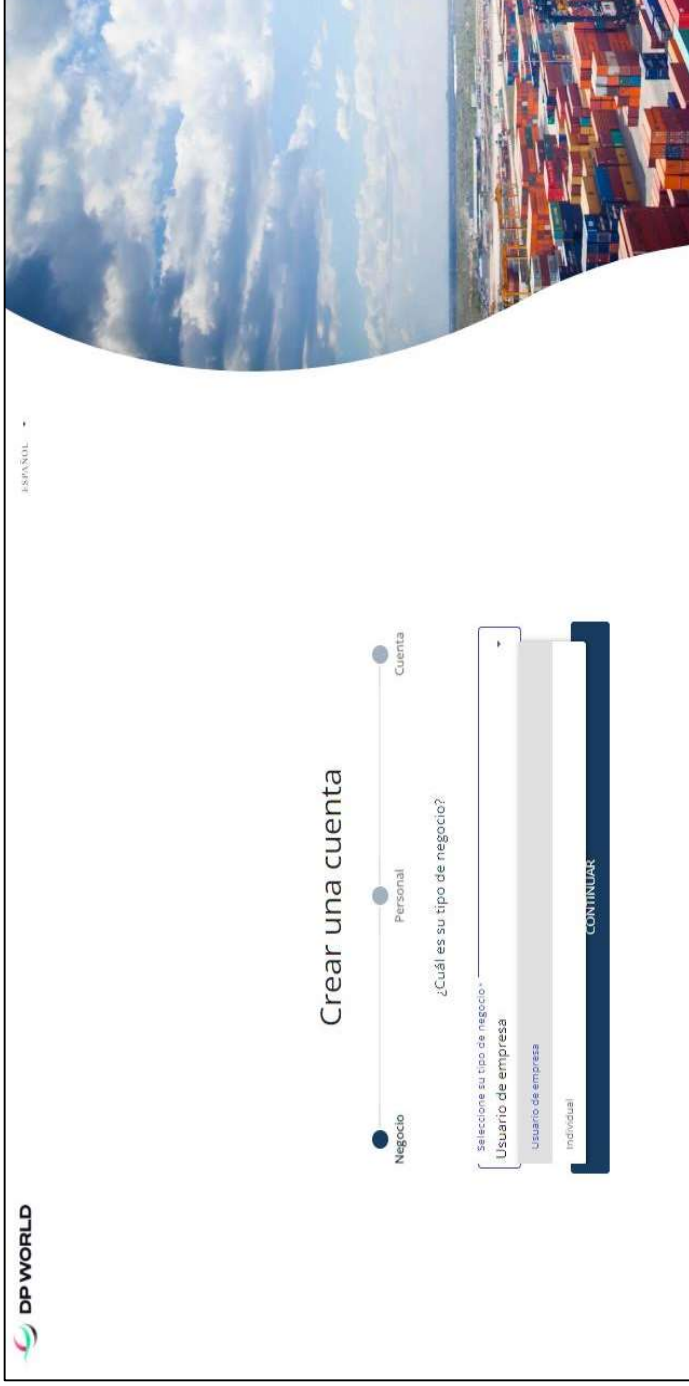 DP WORLD
ESPAÑOL
Crear una cuenta
Negocio
Personal
Cuenta
¿Cuál es su tipo de negocio?
Seleccione su tipo de negocio*
Usuario de empresa
Usuario de empresa
Individual
CONTINUAR